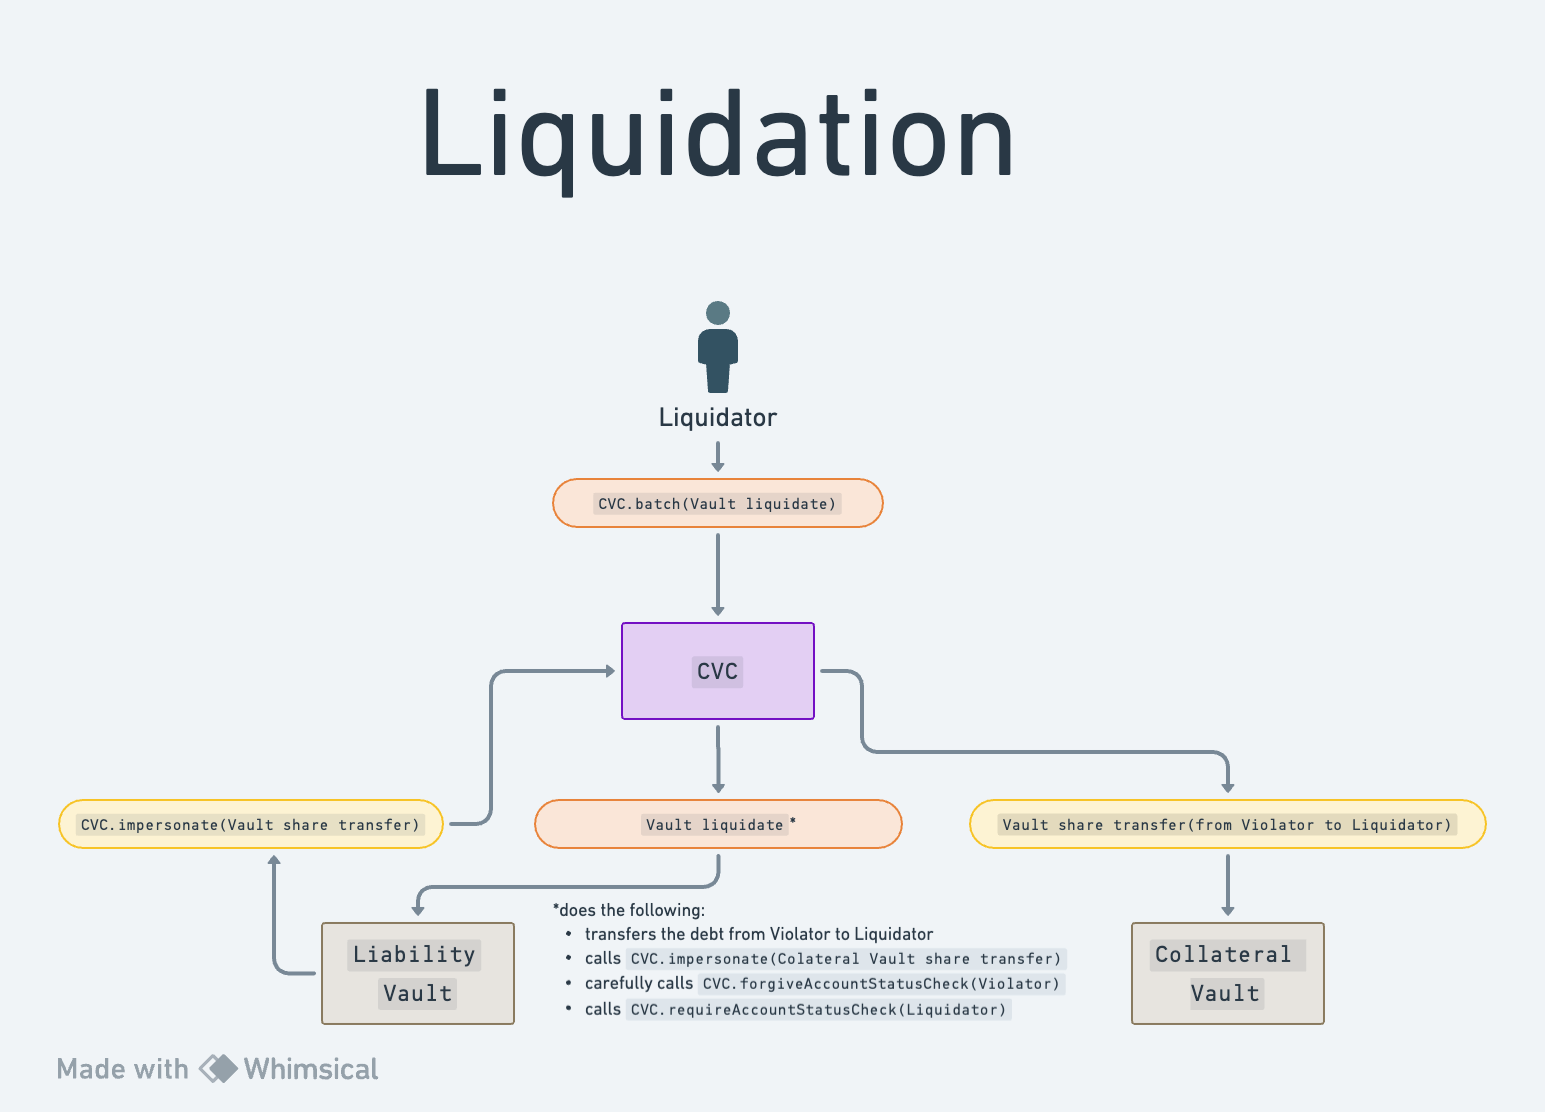 Liquidation
Liquidator
CVC.batch(Vault liquidate)
CVC
CVC.impersonate(Vault share transfer)
Vault liquidate*
Vault share transfer(from Violator to Liquidator)
Liability
Vault
*does the following:
• transfers the debt from Violator to Liquidator
• calls CVC.impersonate(Colateral Vault share transfer)
• carefully calls CVC.forgiveAccountStatusCheck(Violator)
• calls CVC.requireAccountStatusCheck(Liquidator)
Collateral
Vault
Made with Whimsical